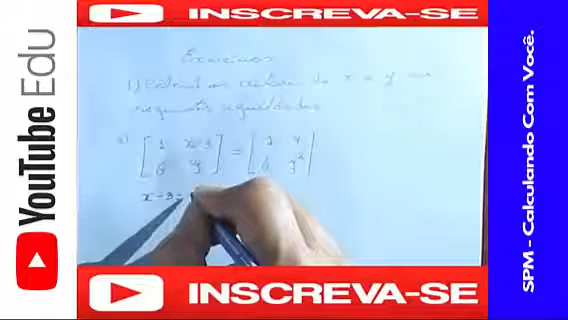 INSCREVA-SE
YouTube Edu
Exercícios
1) Calcule os valores de x e y nas
seguintes igualdades
a) [ 1 x-3 ] = [ 1 4 ]
[ 6 y ] [ 6 y² ]
x-3=
SPM - Calculando Com Você.
INSCREVA-SE